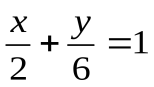 x/2 + y/6 = 1